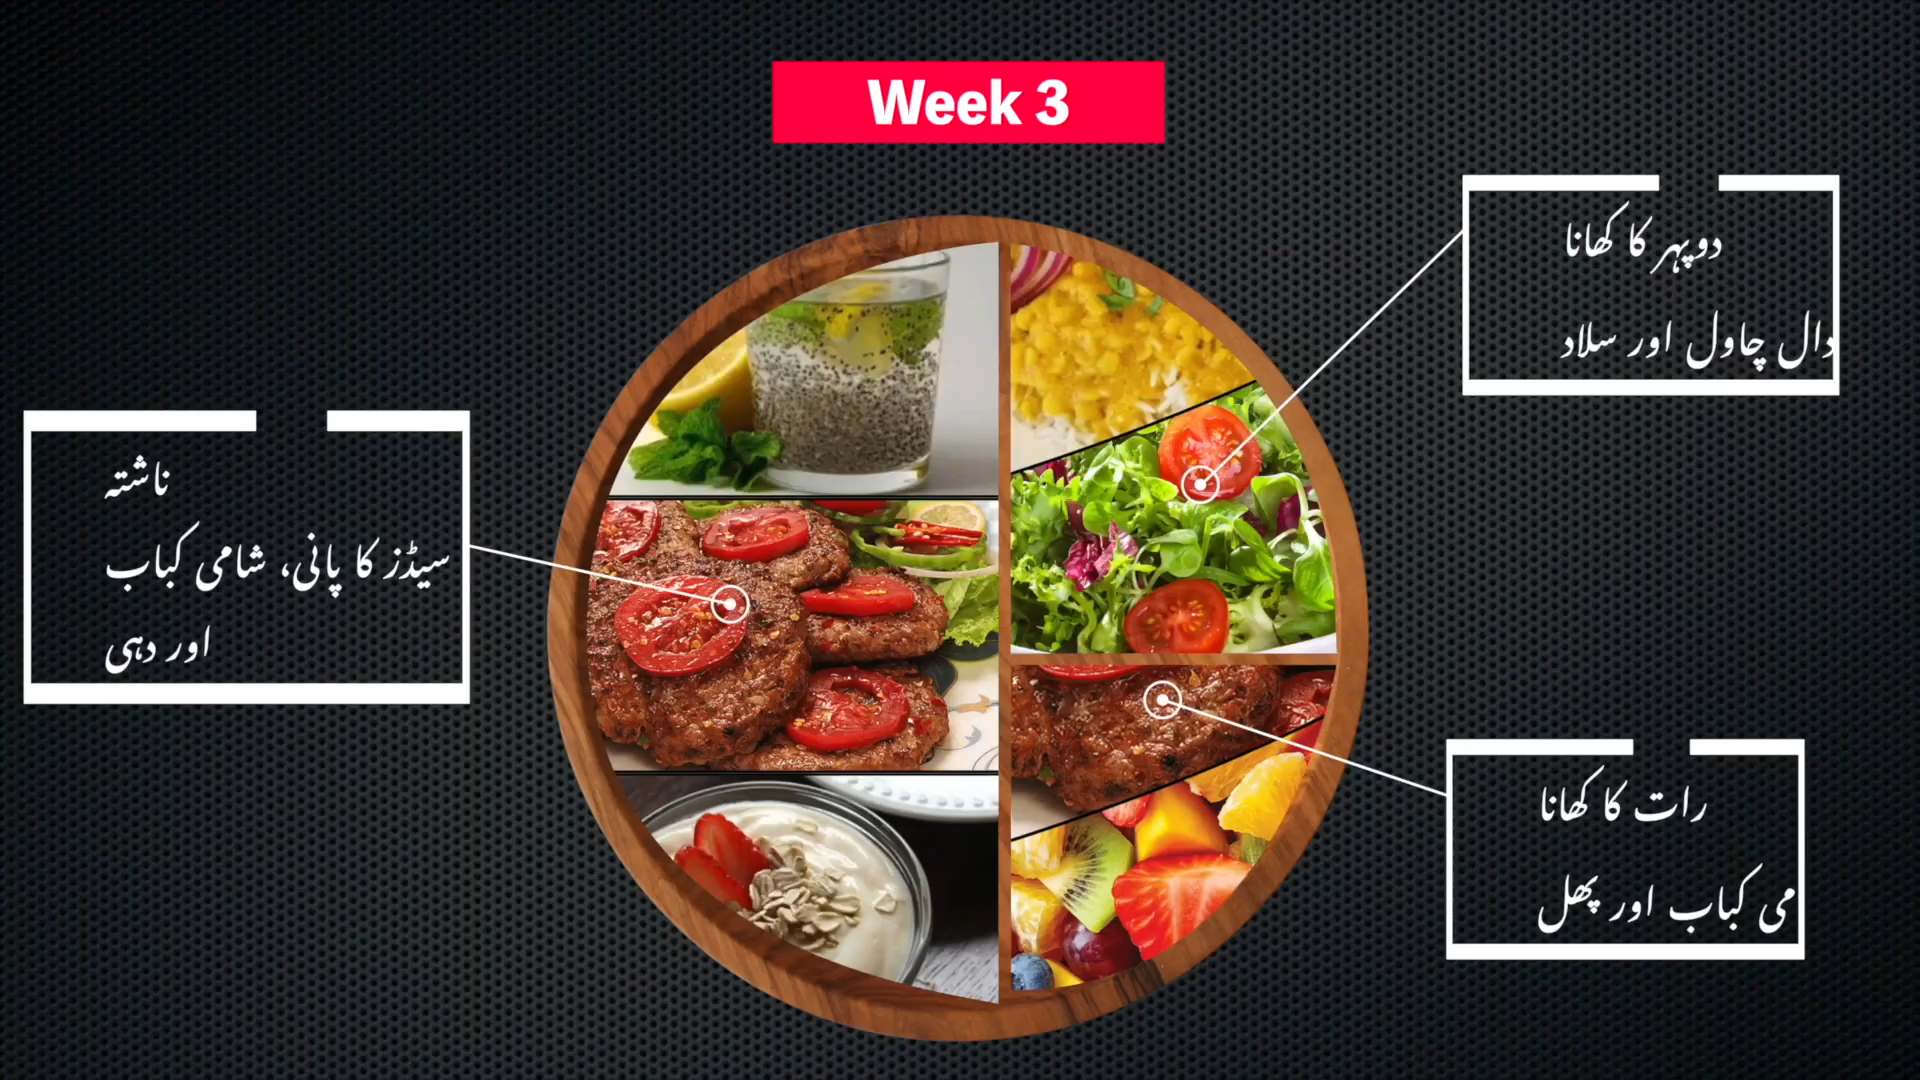 Week 3
دوپہر کا کھانا
دال چاول اور سلاد
ناشتہ
سیڈز کا پانی، شامی کباب
اور دہی
رات کا کھانا
می کباب اور پھل